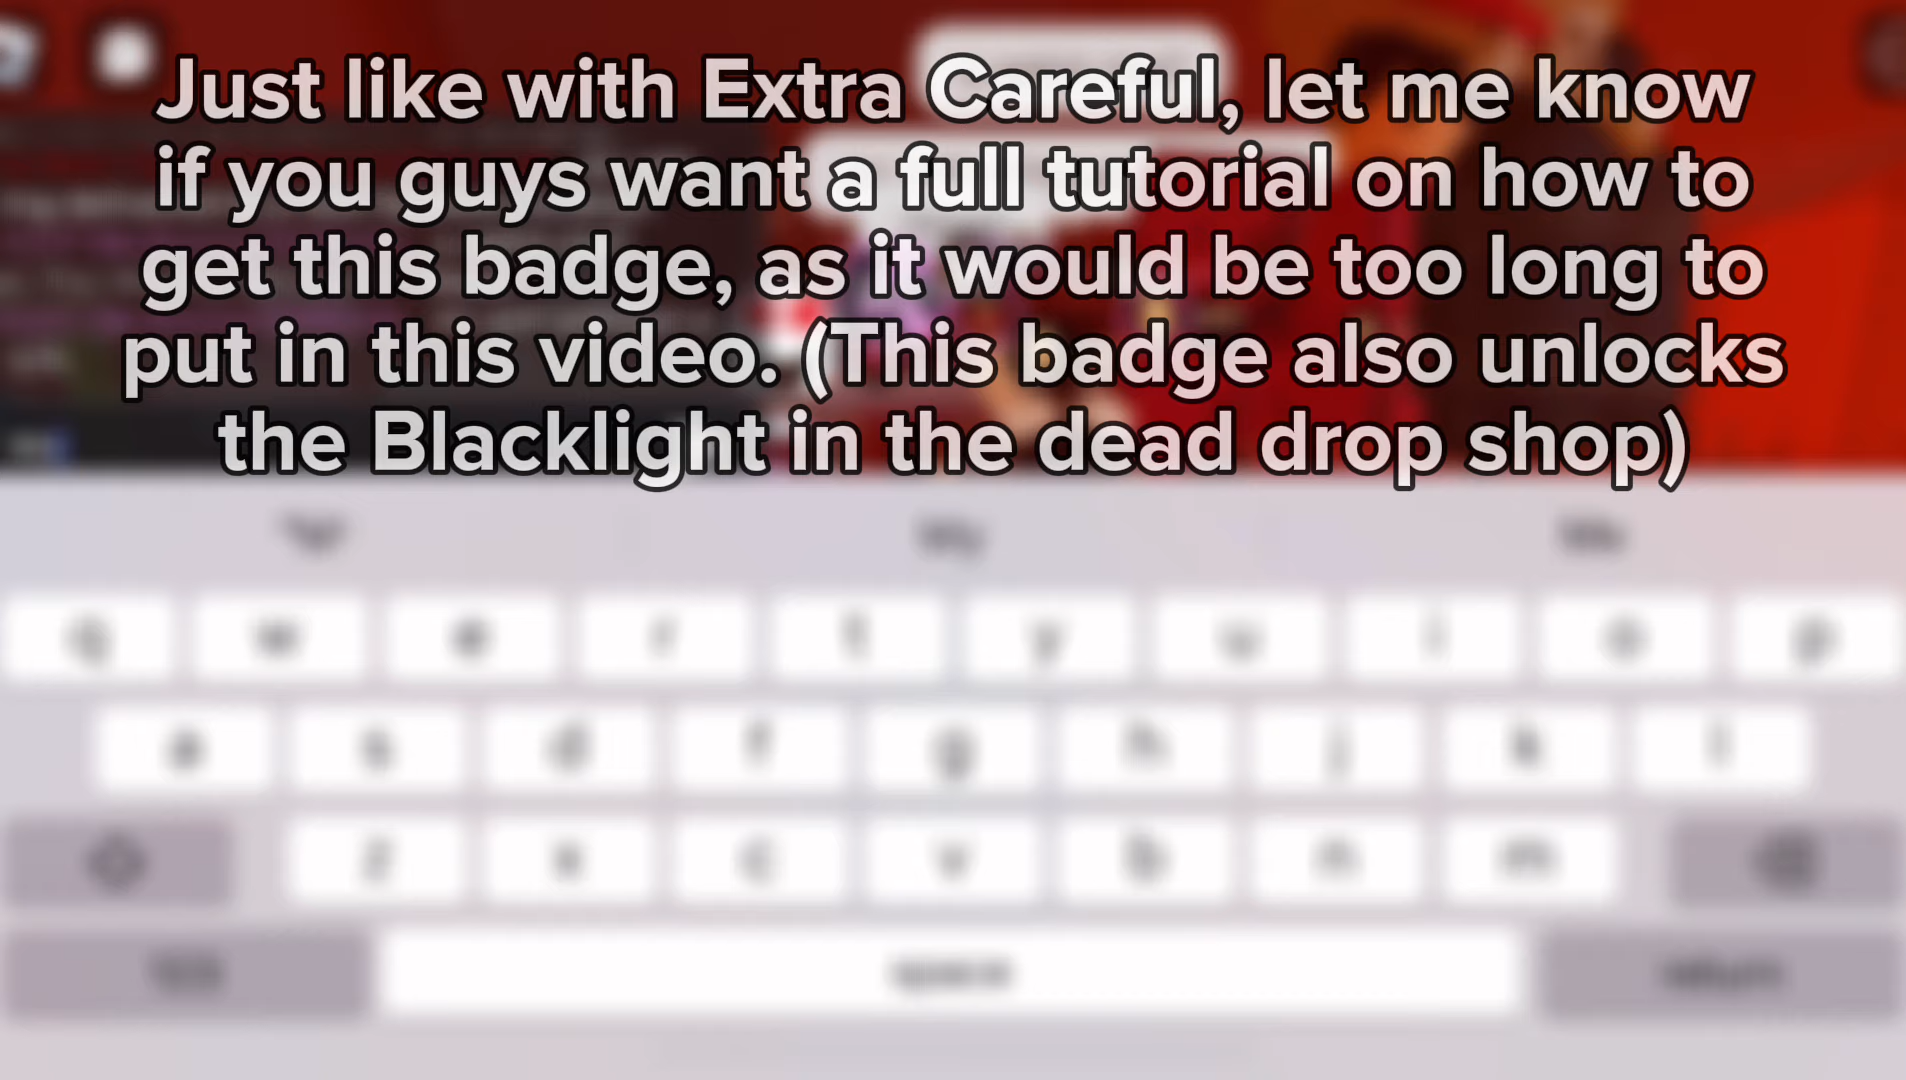 Just like with Extra Careful, let me know
if you guys want a full tutorial on how to
get this badge, as it would be too long to
put in this video. (This badge also unlocks
the Blacklight in the dead drop shop)
q w e r t y u i o p
a s d f g h j k l
z x c v b n m
space return